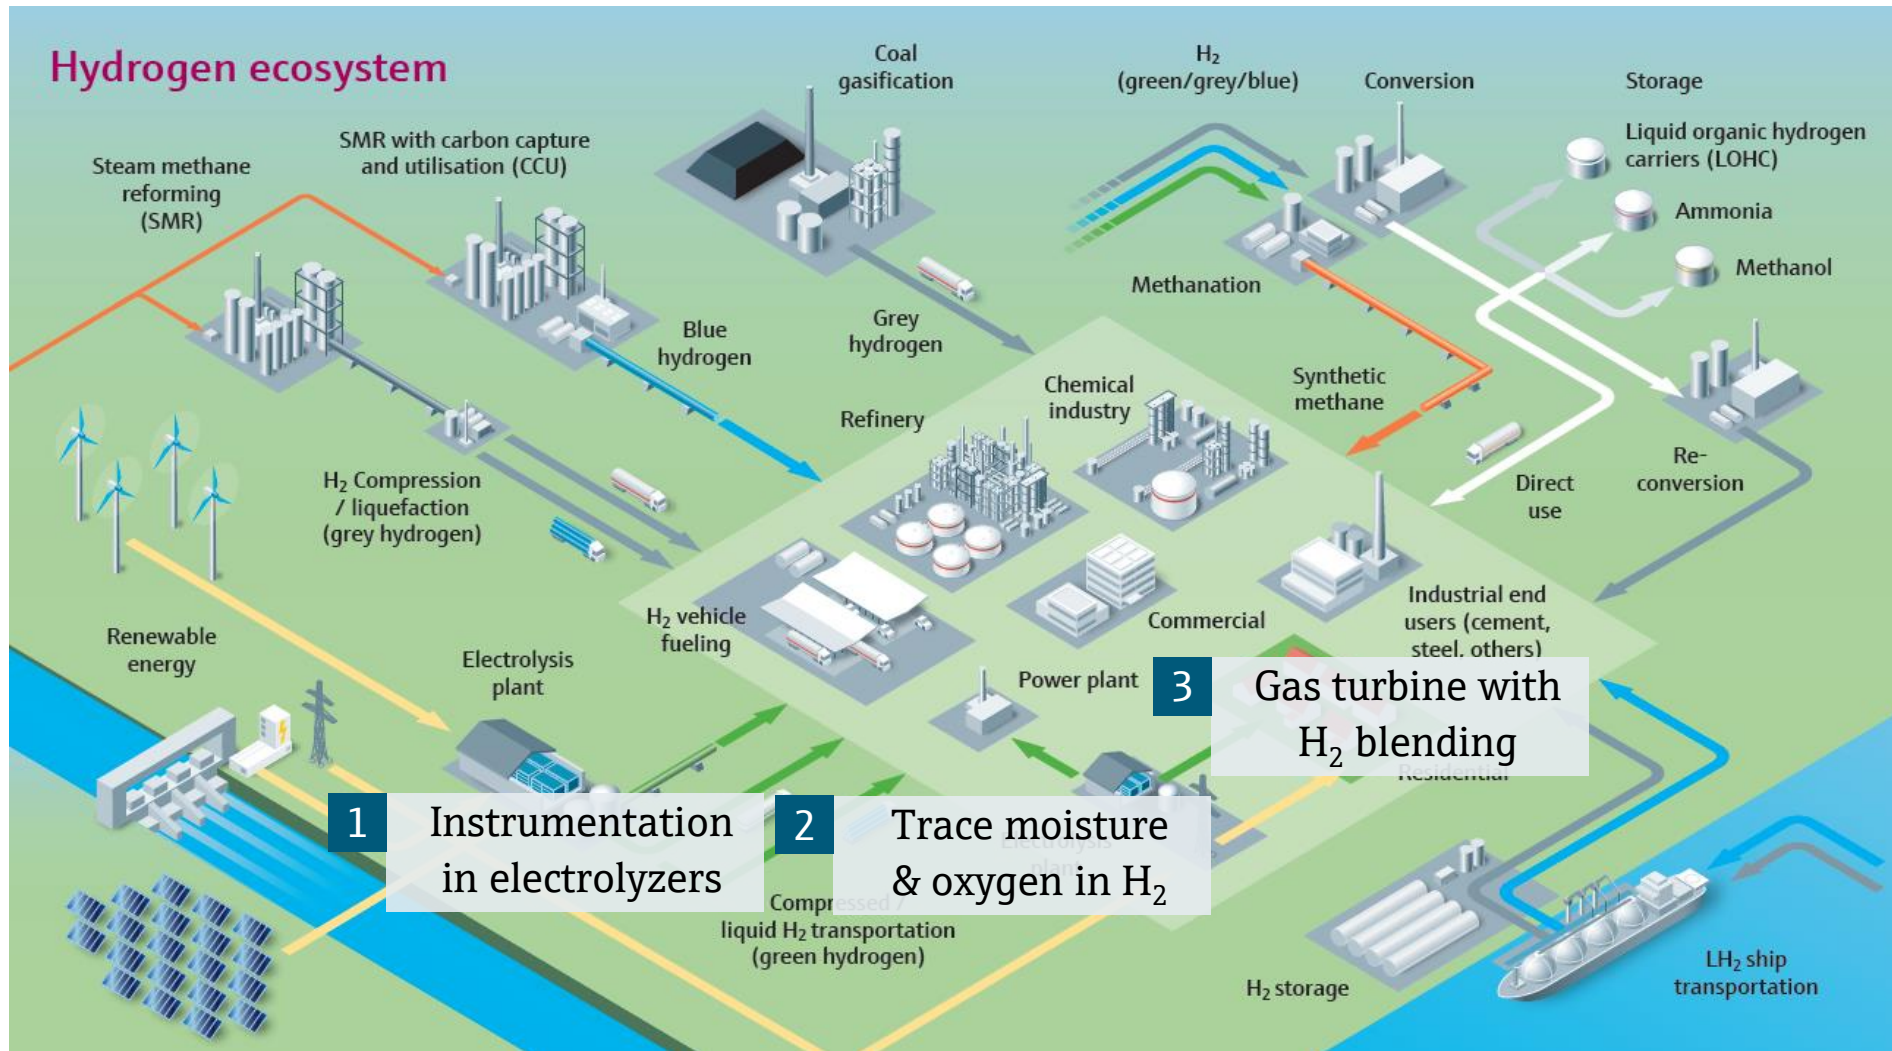 Hydrogen ecosystem
Coal
gasification
H₂
(green/grey/blue)
Conversion
Storage
Liquid organic hydrogen
carriers (LOHC)
Ammonia
Methanol
SMR with carbon capture
and utilisation (CCU)
Steam methane
reforming
(SMR)
Methanation
Blue
hydrogen
Grey
hydrogen
Synthetic
methane
Chemical
industry
Refinery
Direct
use
Re-
conversion
H₂ Compression
/ liquefaction
(grey hydrogen)
Renewable
energy
Electrolysis
plant
H₂ vehicle
fueling
Commercial
Industrial end
users (cement,
steel, others)
Power plant
3
Gas turbine with
H₂ blending
Residential
1
Instrumentation
in electrolyzers
2
Trace moisture
& oxygen in H₂
Electrolysis
plant
Compressed /
liquid H₂ transportation
(green hydrogen)
H₂ storage
LH₂ ship
transportation